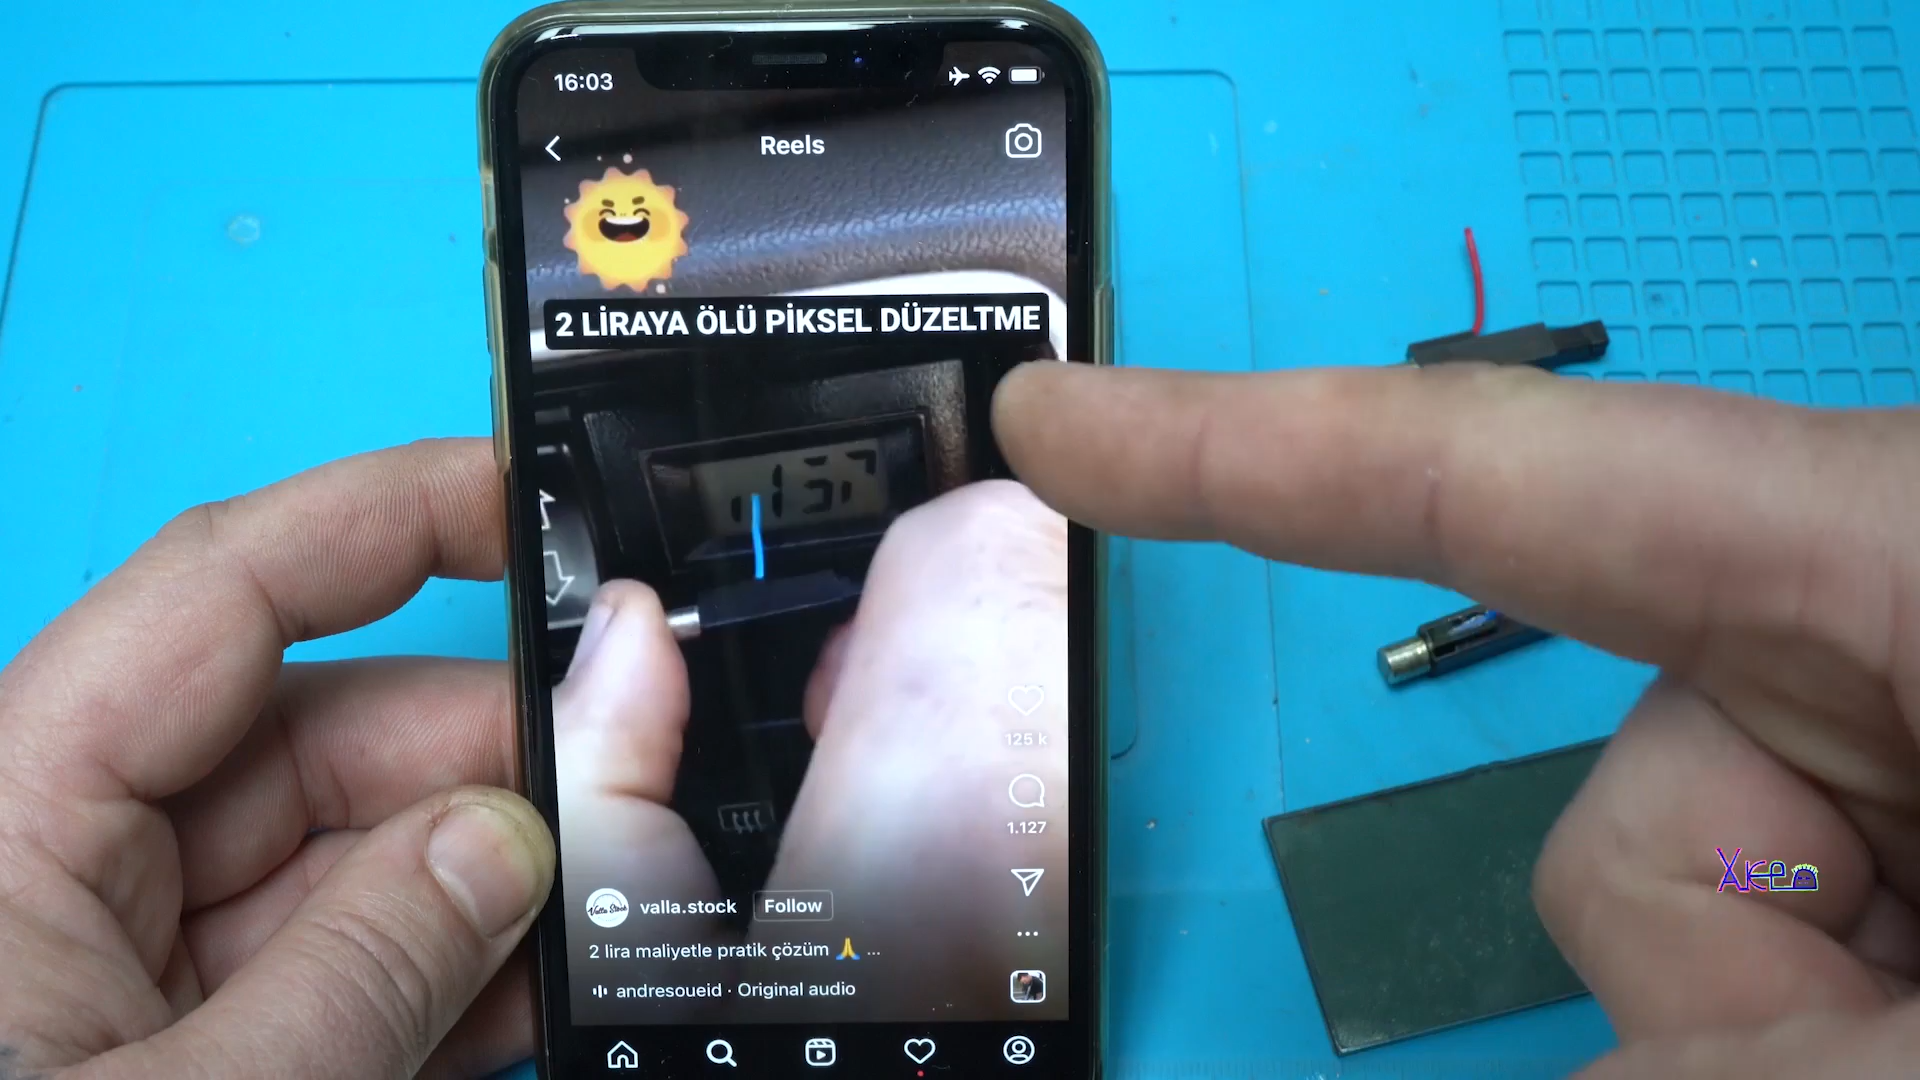 16:03
Reels
2 LİRAYA ÖLÜ PİKSEL DÜZELTME
125 k
1.127
valla.stock Follow
2 lira maliyetle pratik çözüm 🙏 ...
andresoueid · Original audio